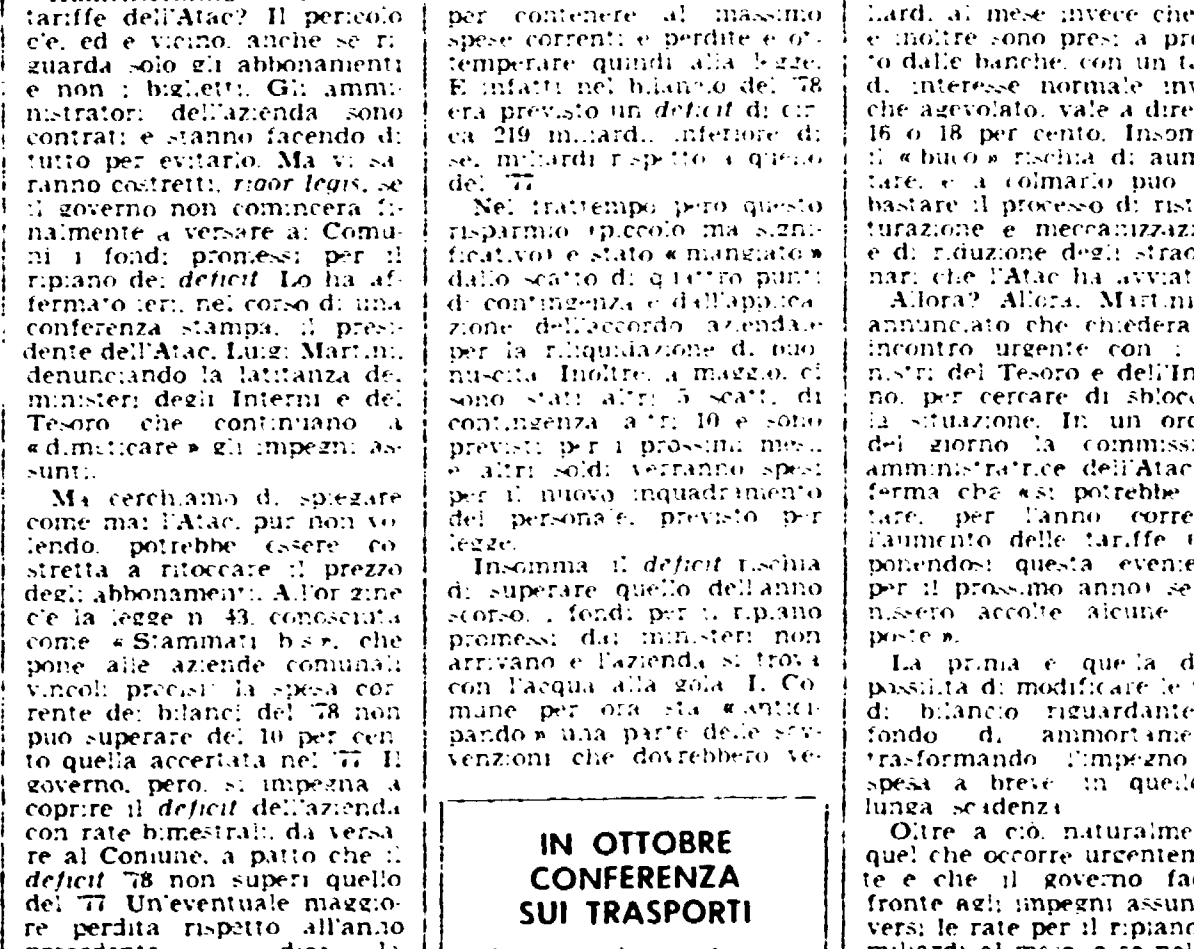 tariffe dell'Atac? Il pericolo
c'è, ed è vicino, anche se ri-
guarda solo gli abbonamenti
e non i biglietti. Gli ammi-
nistratori dell'azienda sono
contrari e stanno facendo di
tutto per evitarlo. Ma vi sa-
ranno costretti, rigor legis, se
il governo non comincerà fi-
nalmente a versare ai Comu-
ni i fondi promessi per il
ripiano dei deficit. Lo ha af-
fermato ieri, nel corso di una
conferenza stampa, il presi-
dente dell'Atac, Luigi Martini,
denunciando la latitanza dei
ministeri degli Interni e del
Tesoro che continuano a
« dimenticare » gli impegni as-
sunti.
Ma cerchiamo di spiegare
come mai l'Atac, pur non vo-
lendo, potrebbe essere co-
stretta a ritoccare il prezzo
degli abbonamenti. All'origine
c'è la legge n. 43, conosciuta
come « Stammati bis », che
pone alle aziende comunali
vincoli precisi: la spesa cor-
rente dei bilanci del '78 non
può superare del 10 per cen-
to quella accertata nel '77. Il
governo, però, si impegna a
coprire il deficit dell'azienda
con rate bimestrali, da versa-
re al Comune, a patto che il
deficit '78 non superi quello
del '77. Un'eventuale maggio-
re perdita rispetto all'anno
per contenere al massimo
spese correnti e perdite e ot-
temperare quindi alla legge.
E infatti nel bilancio del '78
era previsto un deficit di cir-
ca 219 miliardi, inferiore di
sei miliardi rispetto a quello
del '77.
Nel frattempo però questo
risparmio (piccolo ma signi-
ficativo) è stato « mangiato »
dallo scatto di quattro punti
di contingenza e dall'applica-
zione dell'accordo aziendale
per la riliquidazione di buo-
nuscita. Inoltre, a maggio, ci
sono stati altri 5 scatti di
contingenza, altri 10 e sono
previsti per i prossimi mesi,
e altri soldi verranno spesi
per il nuovo inquadramento
del personale, previsto per
legge.
Insomma il deficit rischia
di superare quello dell'anno
scorso, i fondi per il ripiano
promessi dai ministeri non
arrivano e l'azienda si trova
con l'acqua alla gola. Il Co-
mune per ora sta « antici-
pando » una parte delle sov-
venzioni che dovrebbero ve-
IN OTTOBRE
CONFERENZA
SUI TRASPORTI
liardi al mese invece che
e inoltre sono presi a pre
to dalle banche, con un ta
di interesse normale inv
che agevolato, vale a dire
16 o 18 per cento. Insom
il « buco » rischia di aum
tare, e a colmarlo può
bastare il processo di rist
turazione e meccanizzazi
e di riduzione degli strao
nari che l'Atac ha avviat
Allora? Allora, Martini
annunciato che chiederà
incontro urgente con i
nistri del Tesoro e dell'In
no, per cercare di sblocc
la situazione. In un ord
del giorno la commiss
amministratrice dell'Atac
ferma che « si potrebbe
tare, per l'anno corre
l'aumento delle tariffe
ponendosi questa evente
per il prossimo anno) se
nissero accolte alcune
poste ».
La prima è quella d
possilità di modificare le
di bilancio riguardante
fondo di ammortame
trasformando l'impegno
spesa a breve in quelle
lunga scadenza
Oltre a ciò, naturalme
quel che occorre urgentem
te è che il governo fac
fronte agli impegni assun
versi le rate per il ripiano